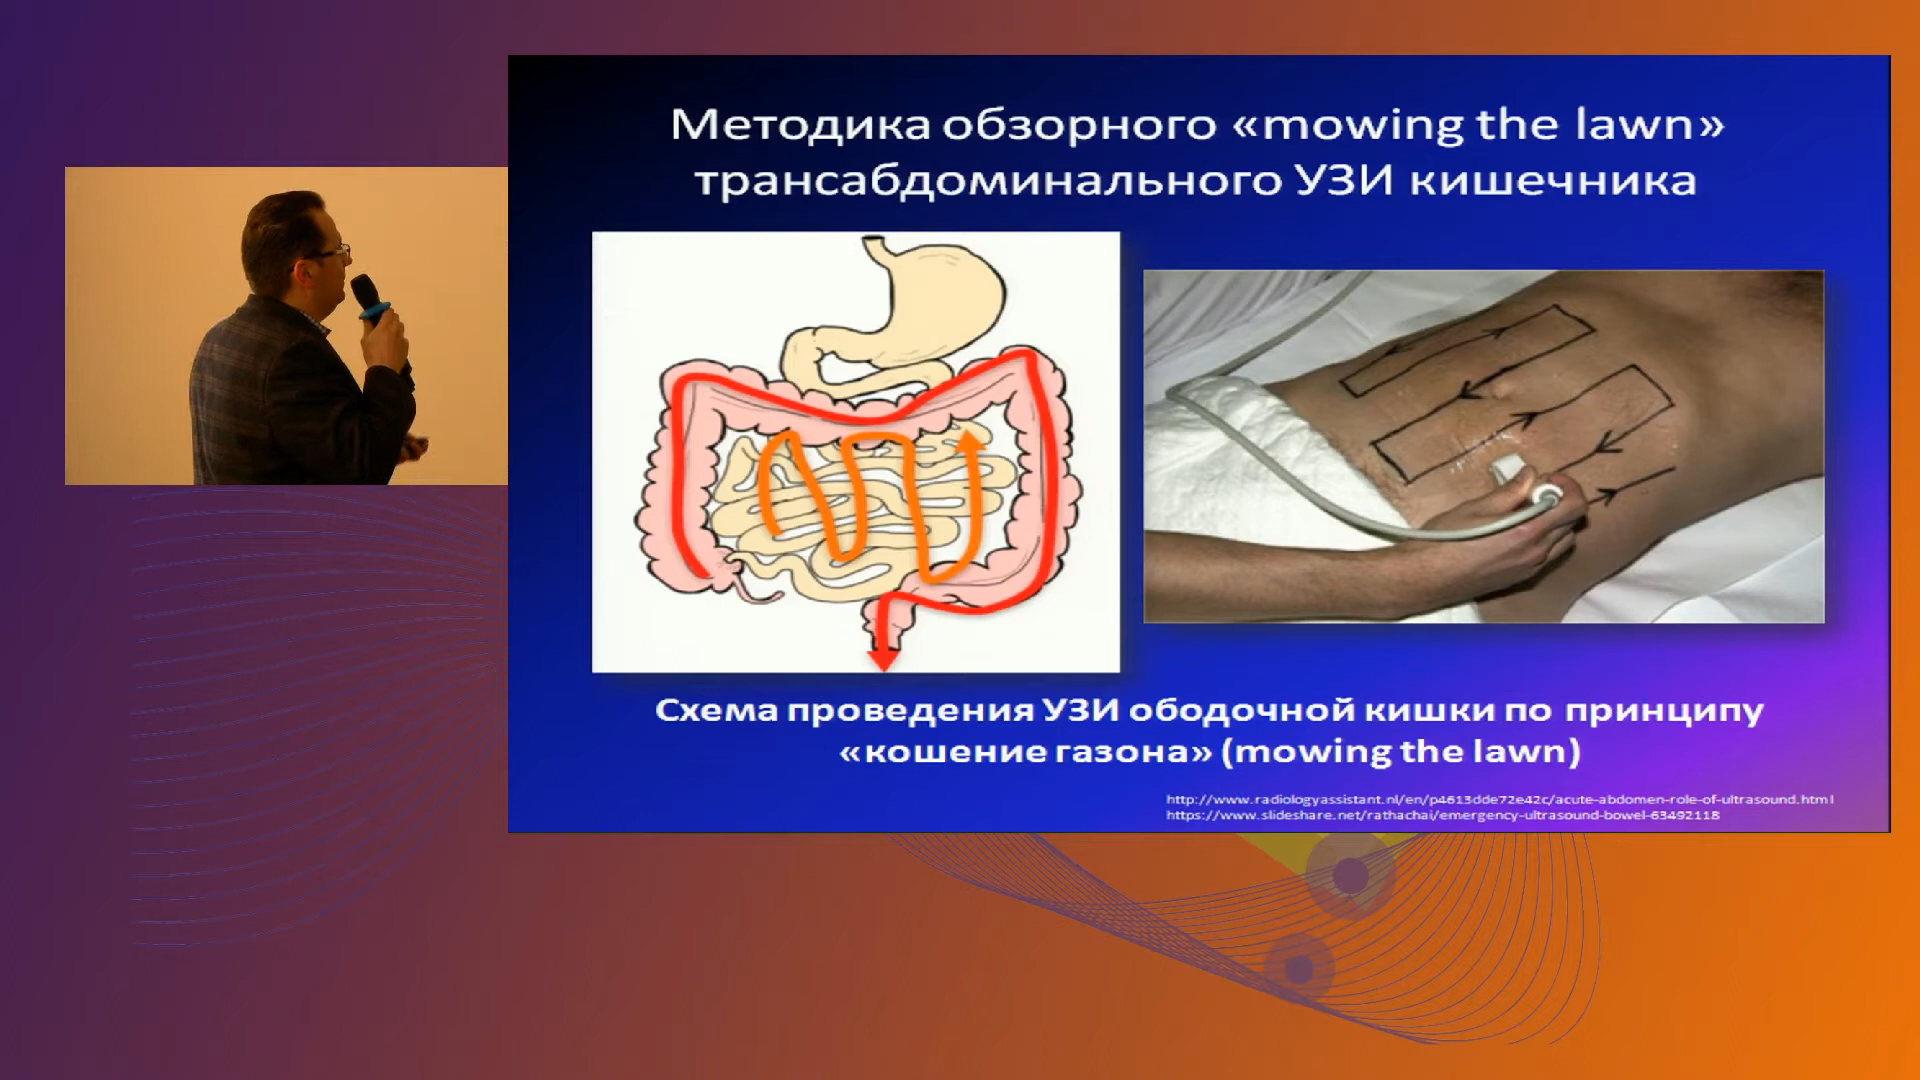 Методика обзорного «mowing the lawn»
трансабдоминального УЗИ кишечника
Схема проведения УЗИ ободочной кишки по принципу
«кошение газона» (mowing the lawn)
http://www.radiologyassistant.nl/en/p4613dde72e42c/acute-abdomen-role-of-ultrasound.html
https://www.slideshare.net/rathachai/emergency-ultrasound-bowel-63492118